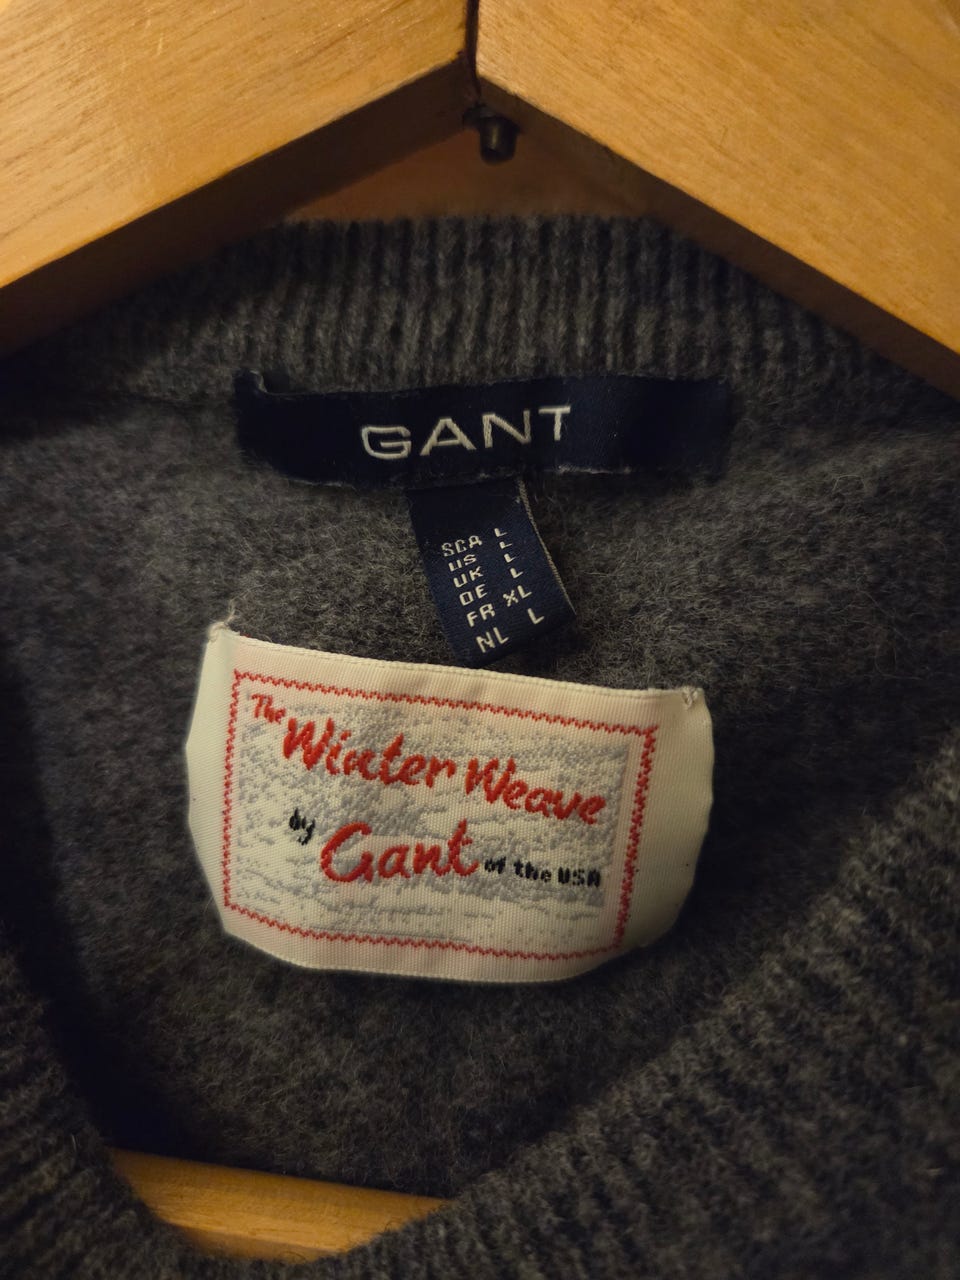 GANT
SCA L
US L
UK L
DE L
FR XL
NL L
The Winter Weave
by Gant of the USA